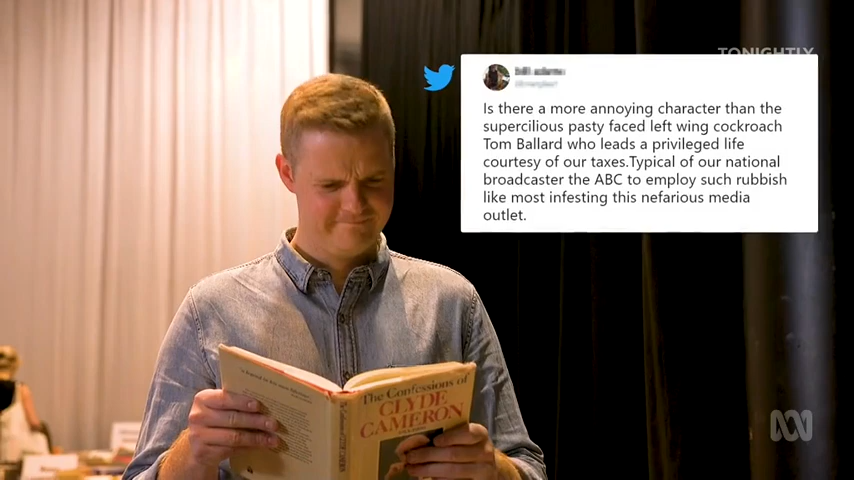 TONIGHTLY
Is there a more annoying character than the
supercilious pasty faced left wing cockroach
Tom Ballard who leads a privileged life
courtesy of our taxes.Typical of our national
broadcaster the ABC to employ such rubbish
like most infesting this nefarious media
outlet.
The Confessions of
CLYDE
CAMERON